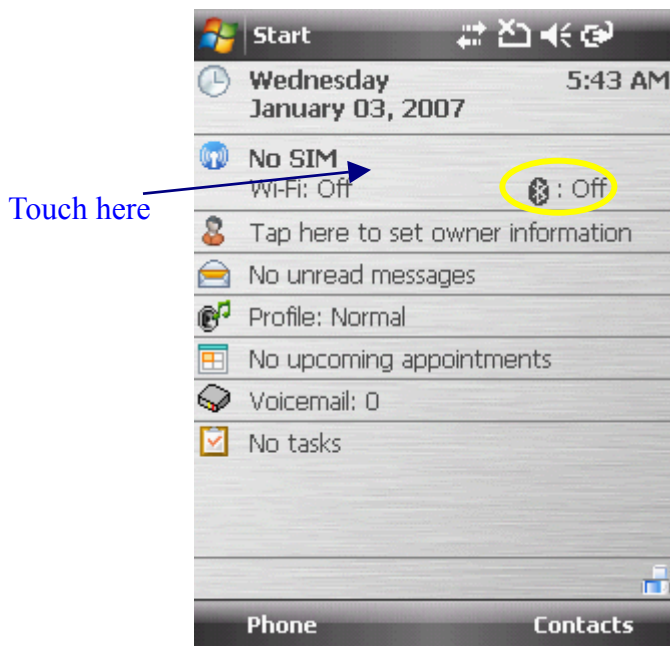 Start
Wednesday 5:43 AM
January 03, 2007
No SIM
Wi-Fi: Off : Off
Touch here
Tap here to set owner information
No unread messages
Profile: Normal
No upcoming appointments
Voicemail: 0
No tasks
Phone Contacts